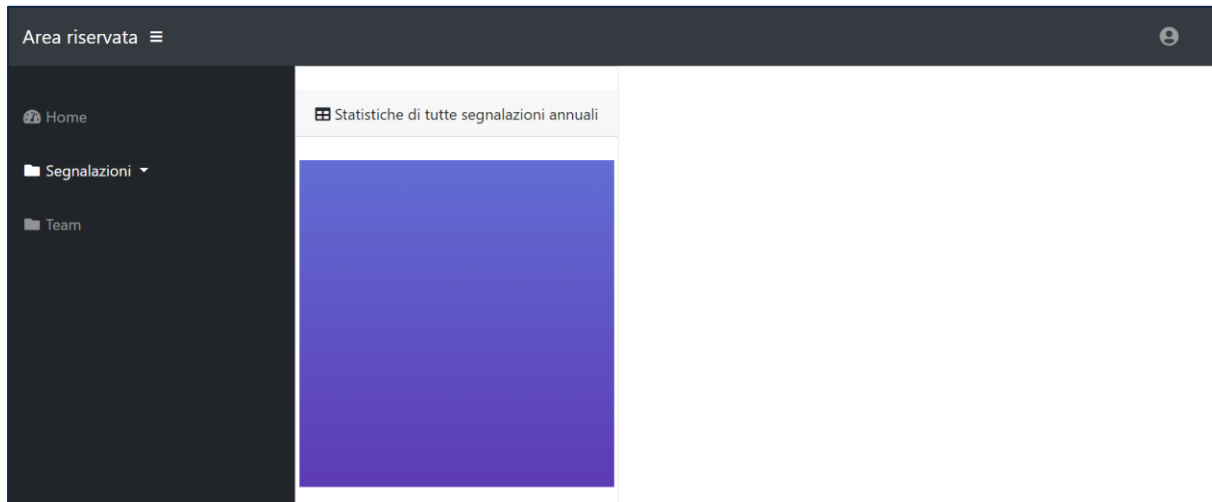 Area riservata
Home
Segnalazioni
Team
Statistiche di tutte segnalazioni annuali